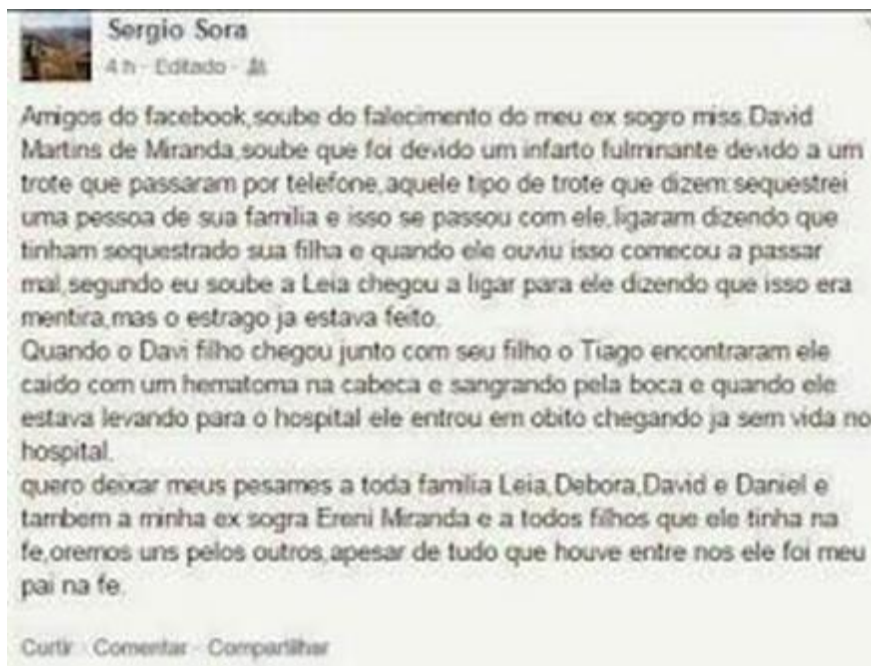 Sergio Sora
4 h · Editado ·
Amigos do facebook,soube do falecimento do meu ex sogro miss.David
Martins de Miranda,soube que foi devido um infarto fulminante devido a um
trote que passaram por telefone,aquele tipo de trote que dizem:sequestrei
uma pessoa de sua familia e isso se passou com ele,ligaram dizendo que
tinham sequestrado sua filha e quando ele ouviu isso comecou a passar
mal,segundo eu soube a Leia chegou a ligar para ele dizendo que isso era
mentira,mas o estrago ja estava feito.
Quando o Davi filho chegou junto com seu filho o Tiago encontraram ele
caido com um hematoma na cabeca e sangrando pela boca e quando ele
estava levando para o hospital ele entrou em obito chegando ja sem vida no
hospital.
quero deixar meus pesames a toda familia Leia,Debora,David e Daniel e
tambem a minha ex sogra Ereni Miranda e a todos filhos que ele tinha na
fe,oremos uns pelos outros,apesar de tudo que houve entre nos ele foi meu
pai na fe.
Curtir · Comentar · Compartilhar